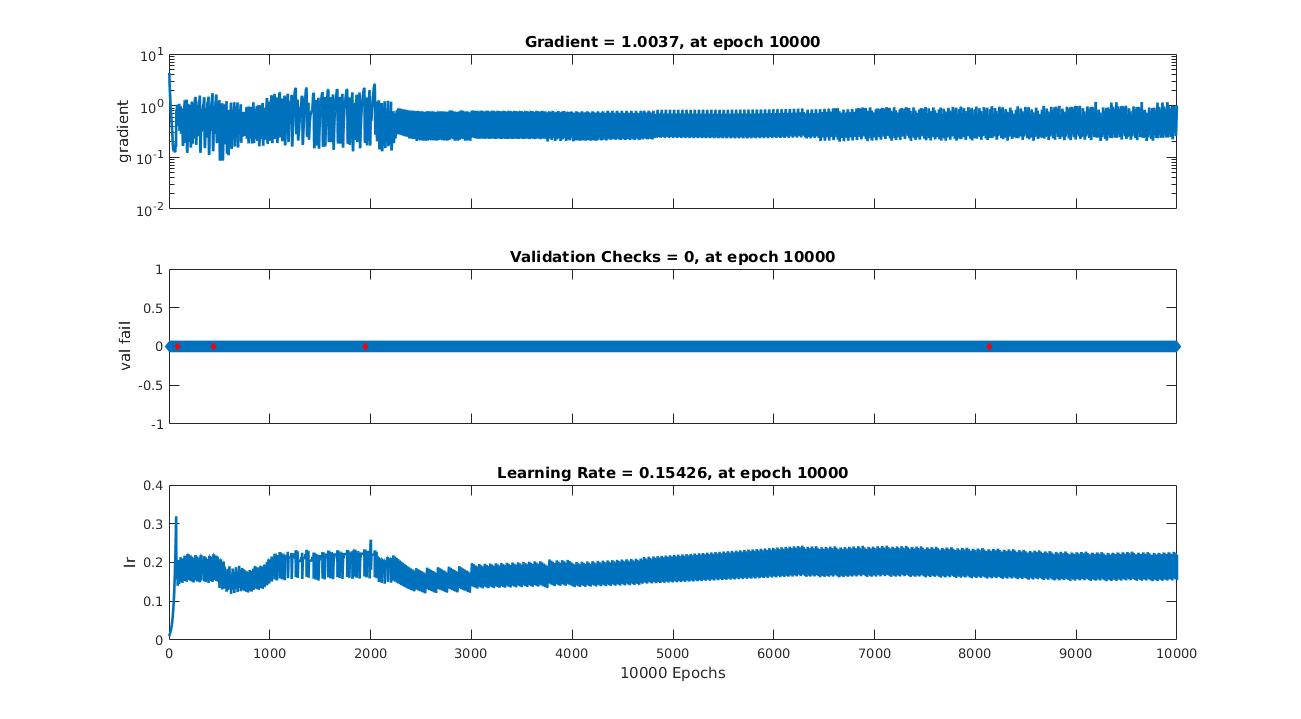 Gradient = 1.0037, at epoch 10000
10^1
10^0
10^-1
10^-2
gradient
Validation Checks = 0, at epoch 10000
1
0.5
0
-0.5
-1
val fail
Learning Rate = 0.15426, at epoch 10000
0.4
0.3
0.2
0.1
0
lr
0 1000 2000 3000 4000 5000 6000 7000 8000 9000 10000
10000 Epochs